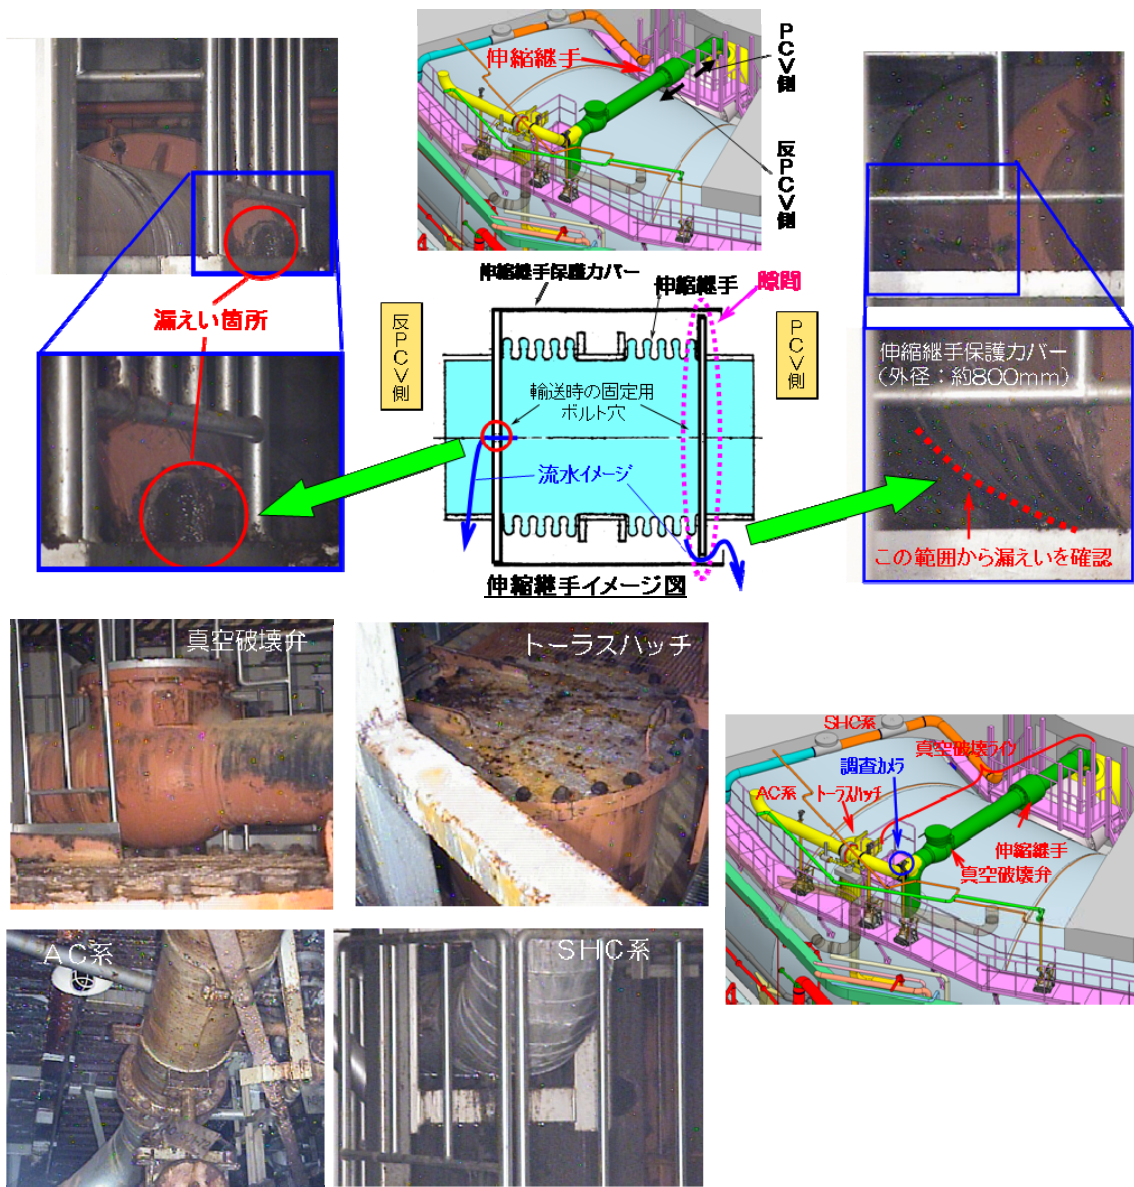 伸縮継手
PCV側
反PCV側
漏えい箇所
伸縮継手保護カバー
伸縮継手
隙間
反PCV側
PCV側
輸送時の固定用
ボルト穴
流水イメージ
伸縮継手イメージ図
伸縮継手保護カバー
(外径：約800mm)
この範囲から漏えいを確認
真空破壊弁
トーラスハッチ
AC系
SHC系
SHC系
真空破壊ライン
調査カメラ
AC系
トーラスハッチ
伸縮継手
真空破壊弁